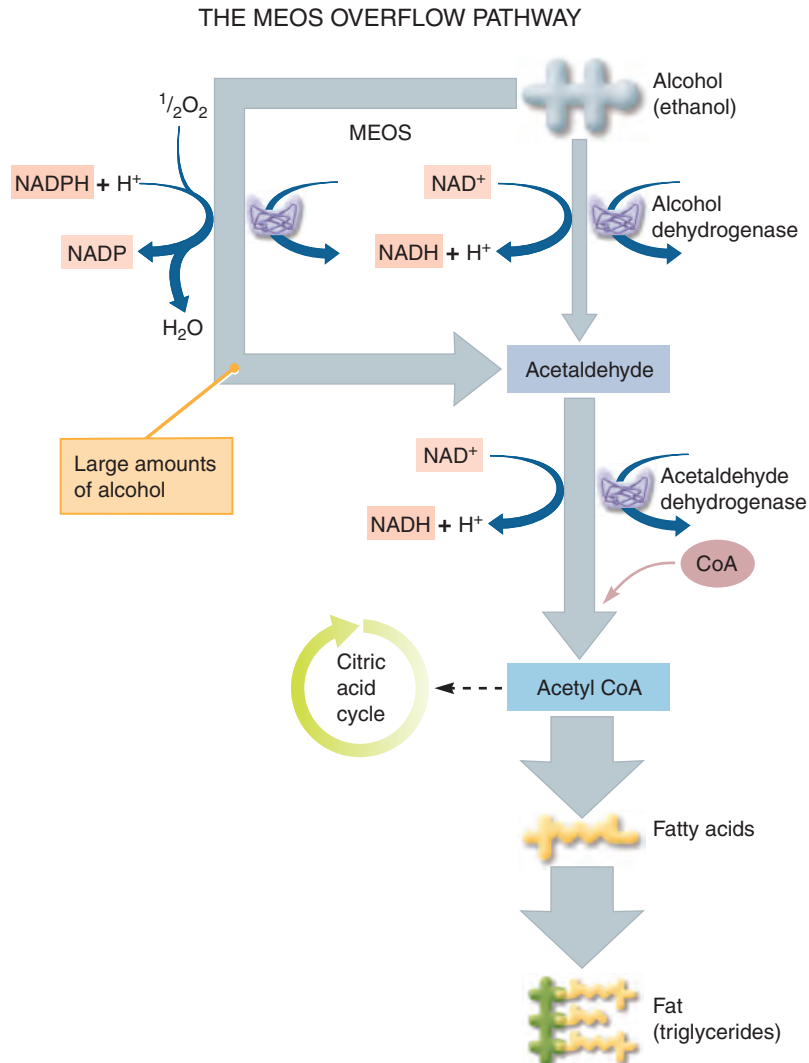 THE MEOS OVERFLOW PATHWAY
Alcohol
(ethanol)
1/2O2
MEOS
NADPH + H+
NAD+
Alcohol
dehydrogenase
NADP
NADH + H+
H2O
Acetaldehyde
Large amounts
of alcohol
NAD+
Acetaldehyde
dehydrogenase
NADH + H+
CoA
Citric
acid
cycle
Acetyl CoA
Fatty acids
Fat
(triglycerides)